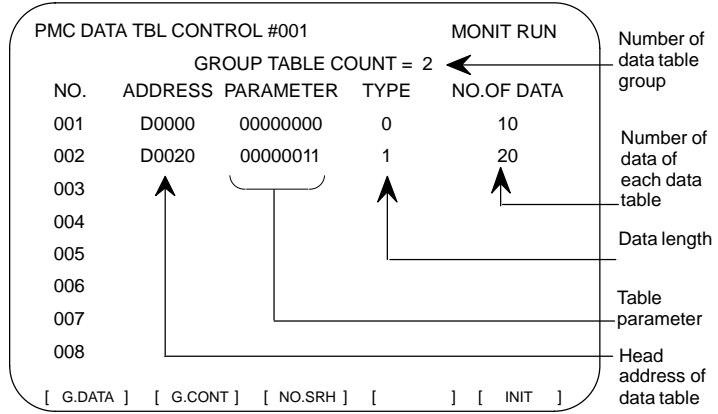 PMC DATA TBL CONTROL #001 MONIT RUN
GROUP TABLE COUNT = 2
NO. ADDRESS PARAMETER TYPE NO.OF DATA
001 D0000 00000000 0 10
002 D0020 00000011 1 20
003
004
005
006
007
008
[ G.DATA ] [ G.CONT ] [ NO.SRH ] [ ] [ INIT ]
Number of
data table
group
Number of
data of
each data
table
Data length
Table
parameter
Head
address of
data table